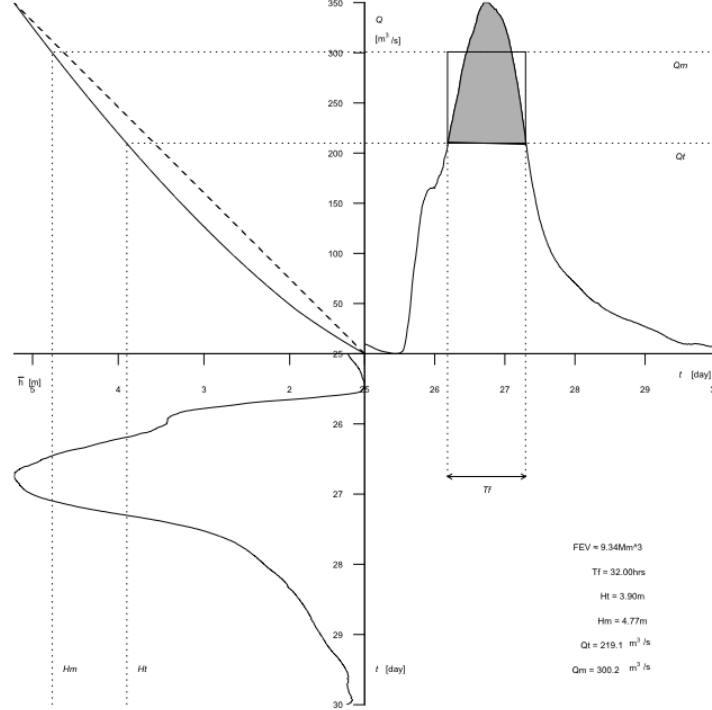 350
Q
[m³ /s]
300
Qm
250
200
Qt
150
100
50
25
h̅ [m]
5
4
3
2
25
26
27
28
29
t [day]
26
27
28
29
30
Tf
FEV ≈ 9.34Mm^3
Tf = 32.00hrs
Ht = 3.90m
Hm = 4.77m
Qt = 219.1 m³ /s
Qm = 300.2 m³ /s
Hm
Ht
t [day]